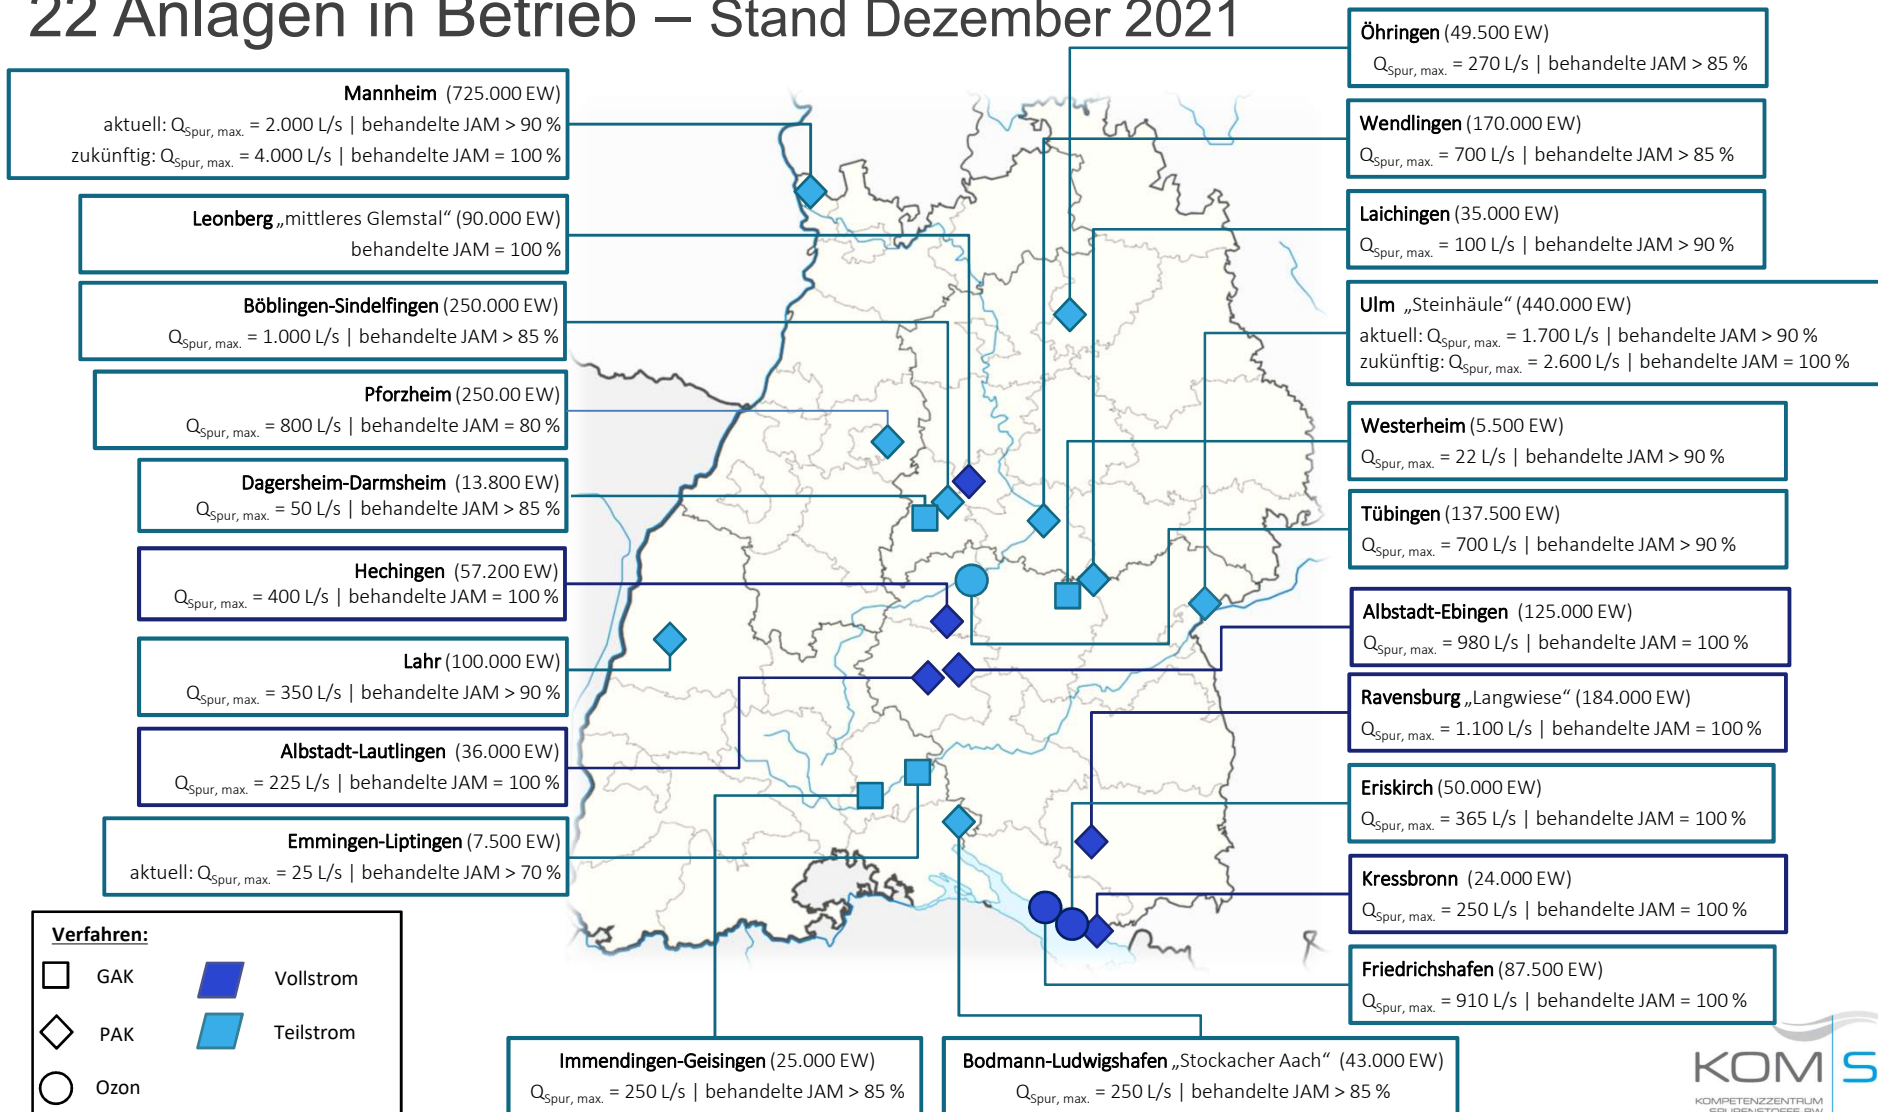 22 Anlagen in Betrieb – Stand Dezember 2021
Mannheim (725.000 EW)
aktuell: QSpur, max. = 2.000 L/s | behandelte JAM > 90 %
zukünftig: QSpur, max. = 4.000 L/s | behandelte JAM = 100 %
Leonberg „mittleres Glemstal“ (90.000 EW)
behandelte JAM = 100 %
Böblingen-Sindelfingen (250.000 EW)
QSpur, max. = 1.000 L/s | behandelte JAM > 85 %
Pforzheim (250.00 EW)
QSpur, max. = 800 L/s | behandelte JAM = 80 %
Dagersheim-Darmsheim (13.800 EW)
QSpur, max. = 50 L/s | behandelte JAM > 85 %
Hechingen (57.200 EW)
QSpur, max. = 400 L/s | behandelte JAM = 100 %
Lahr (100.000 EW)
QSpur, max. = 350 L/s | behandelte JAM > 90 %
Albstadt-Lautlingen (36.000 EW)
QSpur, max. = 225 L/s | behandelte JAM = 100 %
Emmingen-Liptingen (7.500 EW)
aktuell: QSpur, max. = 25 L/s | behandelte JAM > 70 %
Öhringen (49.500 EW)
QSpur, max. = 270 L/s | behandelte JAM > 85 %
Wendlingen (170.000 EW)
QSpur, max. = 700 L/s | behandelte JAM > 85 %
Laichingen (35.000 EW)
QSpur, max. = 100 L/s | behandelte JAM > 90 %
Ulm „Steinhäule“ (440.000 EW)
aktuell: QSpur, max. = 1.700 L/s | behandelte JAM > 90 %
zukünftig: QSpur, max. = 2.600 L/s | behandelte JAM = 100 %
Westerheim (5.500 EW)
QSpur, max. = 22 L/s | behandelte JAM > 90 %
Tübingen (137.500 EW)
QSpur, max. = 700 L/s | behandelte JAM > 90 %
Albstadt-Ebingen (125.000 EW)
QSpur, max. = 980 L/s | behandelte JAM = 100 %
Ravensburg „Langwiese“ (184.000 EW)
QSpur, max. = 1.100 L/s | behandelte JAM = 100 %
Eriskirch (50.000 EW)
QSpur, max. = 365 L/s | behandelte JAM = 100 %
Kressbronn (24.000 EW)
QSpur, max. = 250 L/s | behandelte JAM = 100 %
Friedrichshafen (87.500 EW)
QSpur, max. = 910 L/s | behandelte JAM = 100 %
Immendingen-Geisingen (25.000 EW)
QSpur, max. = 250 L/s | behandelte JAM > 85 %
Bodmann-Ludwigshafen „Stockacher Aach“ (43.000 EW)
QSpur, max. = 250 L/s | behandelte JAM > 85 %
Verfahren:
GAK
Vollstrom
PAK
Teilstrom
Ozon
KOM S
KOMPETENZZENTRUM
SPURENSTOFFE BW